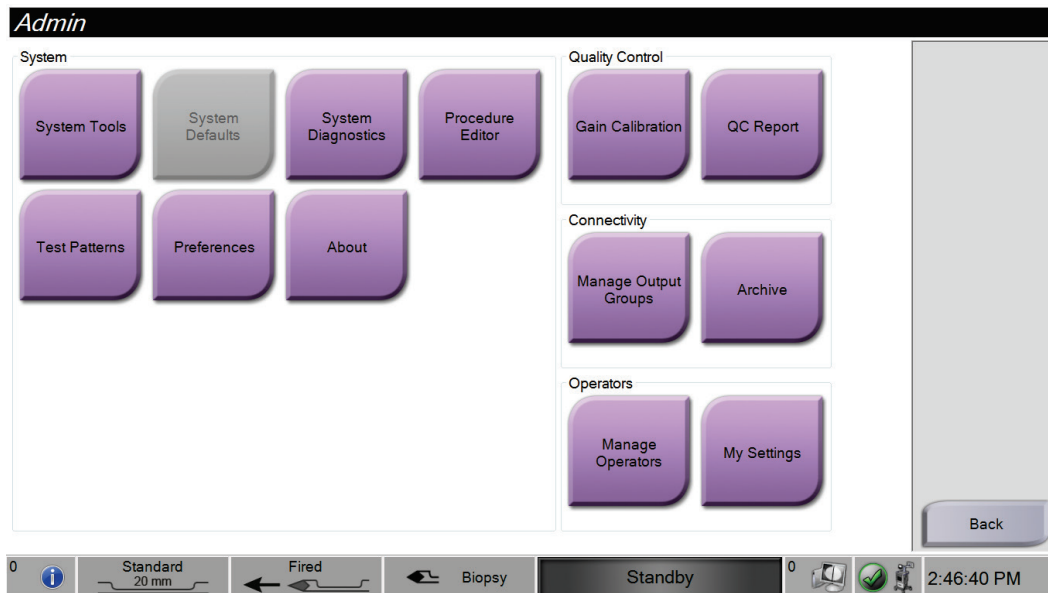 Admin
System
System Tools
System
Defaults
System
Diagnostics
Procedure
Editor
Test Patterns
Preferences
About
Quality Control
Gain Calibration
QC Report
Connectivity
Manage Output
Groups
Archive
Operators
Manage
Operators
My Settings
Back
0
i
Standard
20 mm
Fired
Biopsy
Standby
0
2:46:40 PM